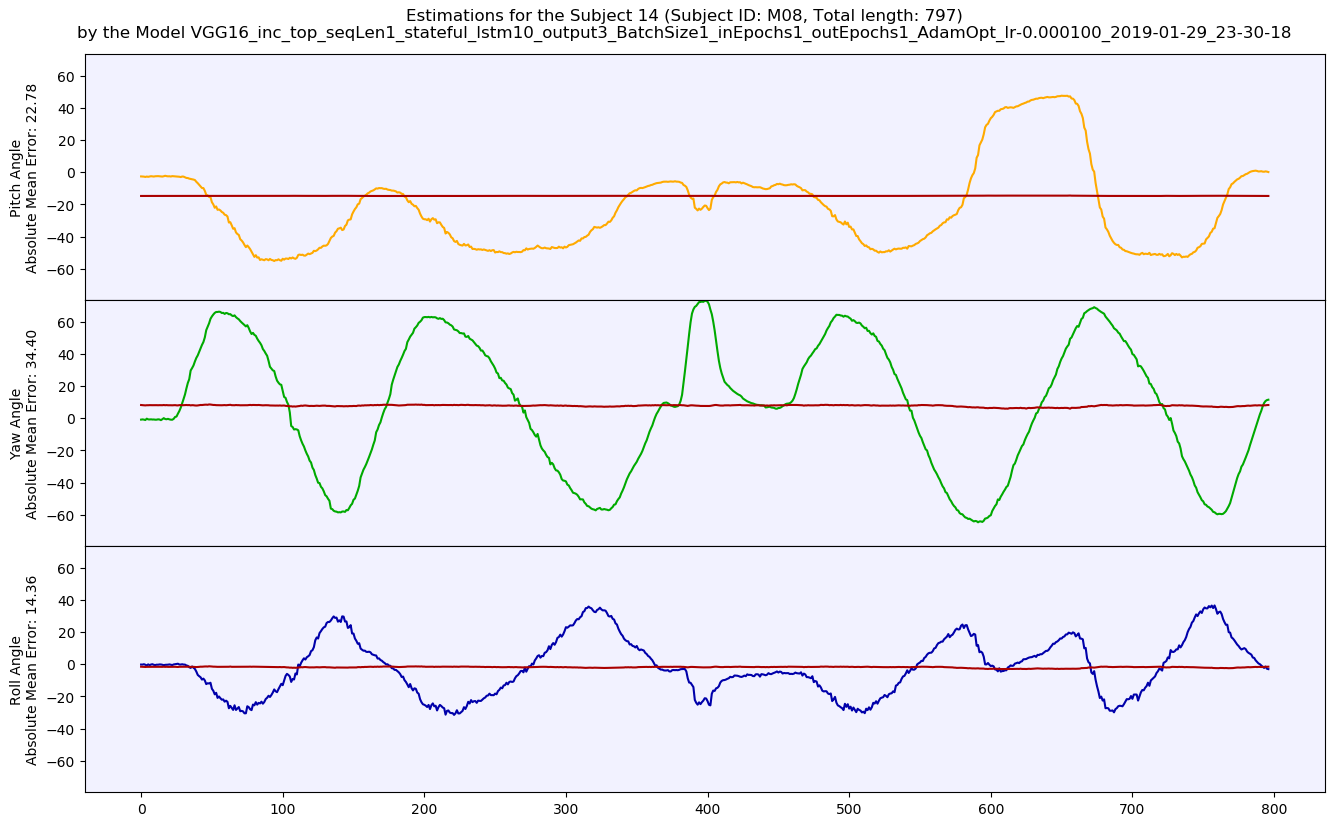 Estimations for the Subject 14 (Subject ID: M08, Total length: 797)
by the Model VGG16_inc_top_seqLen1_stateful_lstm10_output3_BatchSize1_inEpochs1_outEpochs1_AdamOpt_lr-0.000100_2019-01-29_23-30-18
Pitch Angle
Absolute Mean Error: 22.78
60
40
20
0
−20
−40
−60
Yaw Angle
Absolute Mean Error: 34.40
60
40
20
0
−20
−40
−60
Roll Angle
Absolute Mean Error: 14.36
60
40
20
0
−20
−40
−60
0 100 200 300 400 500 600 700 800